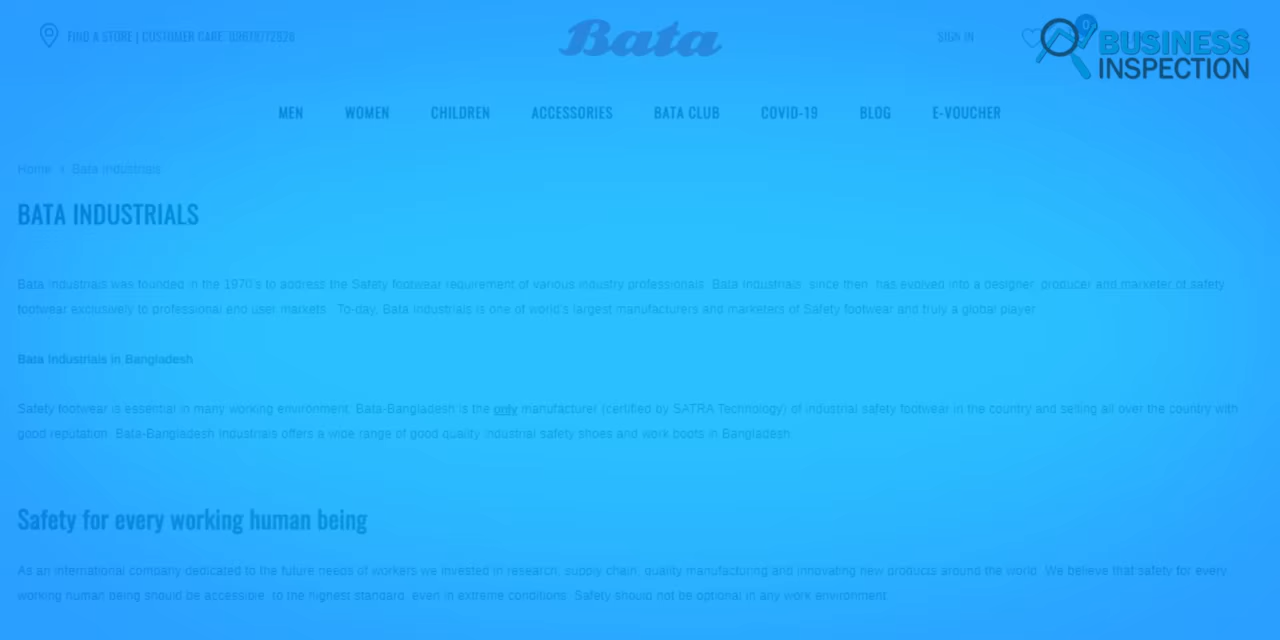 FIND A STORE | CUSTOMER CARE:
Bata
SIGN IN
0
BUSINESS
INSPECTION
MEN WOMEN CHILDREN ACCESSORIES BATA CLUB COVID-19 BLOG E-VOUCHER
Home › Bata Industrials
BATA INDUSTRIALS
Bata Industrials was founded in the 1970's to address the Safety footwear requirement of various industry professionals. Bata Industrials, since then, has evolved into a designer, producer and marketer of safety
footwear exclusively to professional end user markets. To-day, Bata Industrials is one of world's largest manufacturers and marketers of Safety footwear and truly a global player.
Bata Industrials in Bangladesh
Safety footwear is essential in many working environment. Bata-Bangladesh is the only manufacturer (certified by SATRA Technology) of industrial safety footwear in the country and selling all over the country with
good reputation. Bata-Bangladesh Industrials offers a wide range of good quality industrial safety shoes and work boots in Bangladesh.
Safety for every working human being
As an international company dedicated to the future needs of workers we invested in research, supply chain, quality manufacturing and innovating new products around the world. We believe that safety for every
working human being should be accessible, to the highest standard, even in extreme conditions. Safety should not be optional in any work environment.